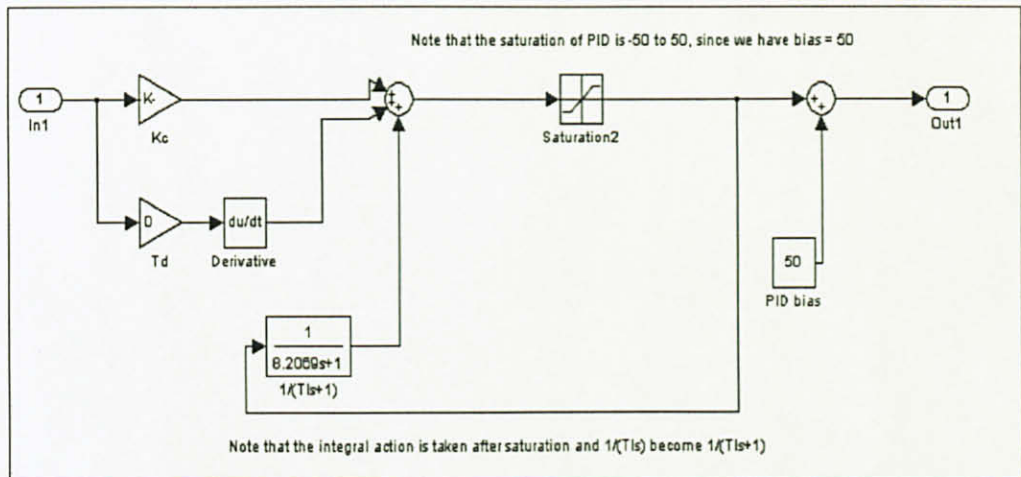 Note that the saturation of PID is -50 to 50, since we have bias = 50
1
In1
K-
Kc
Saturation2
1
Out1
0
Td
du/dt
Derivative
50
PID bias
1
8.2059s+1
1/(TIs+1)
Note that the integral action is taken after saturation and 1/(TIs) become 1/(TIs+1)